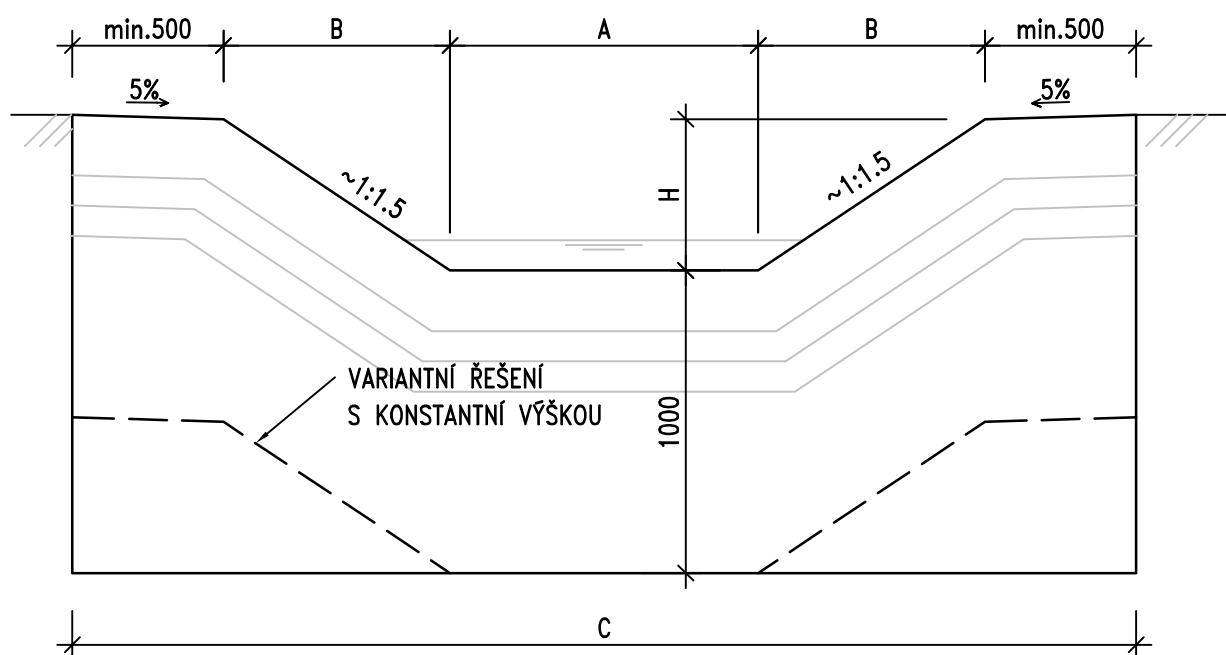 min.500 B A B min.500
5% 5%
~1:1.5 H ~1:1.5
VARIANTNÍ ŘEŠENÍ
S KONSTANTNÍ VÝŠKOU
1000
C